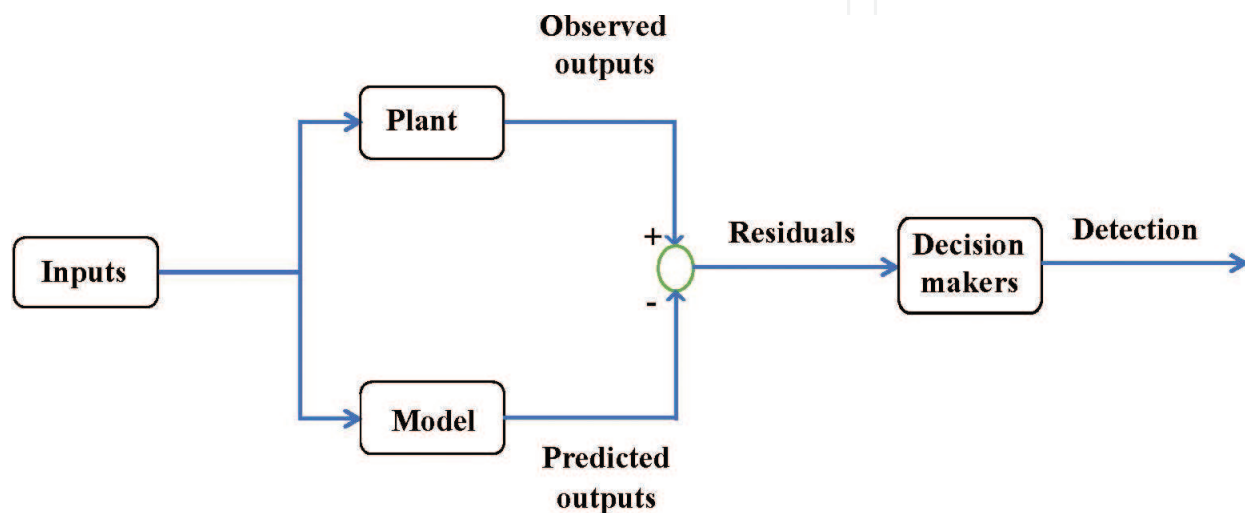 Observed
outputs
Plant
+
Residuals
Decision
makers
Detection
Inputs
-
Model
Predicted
outputs